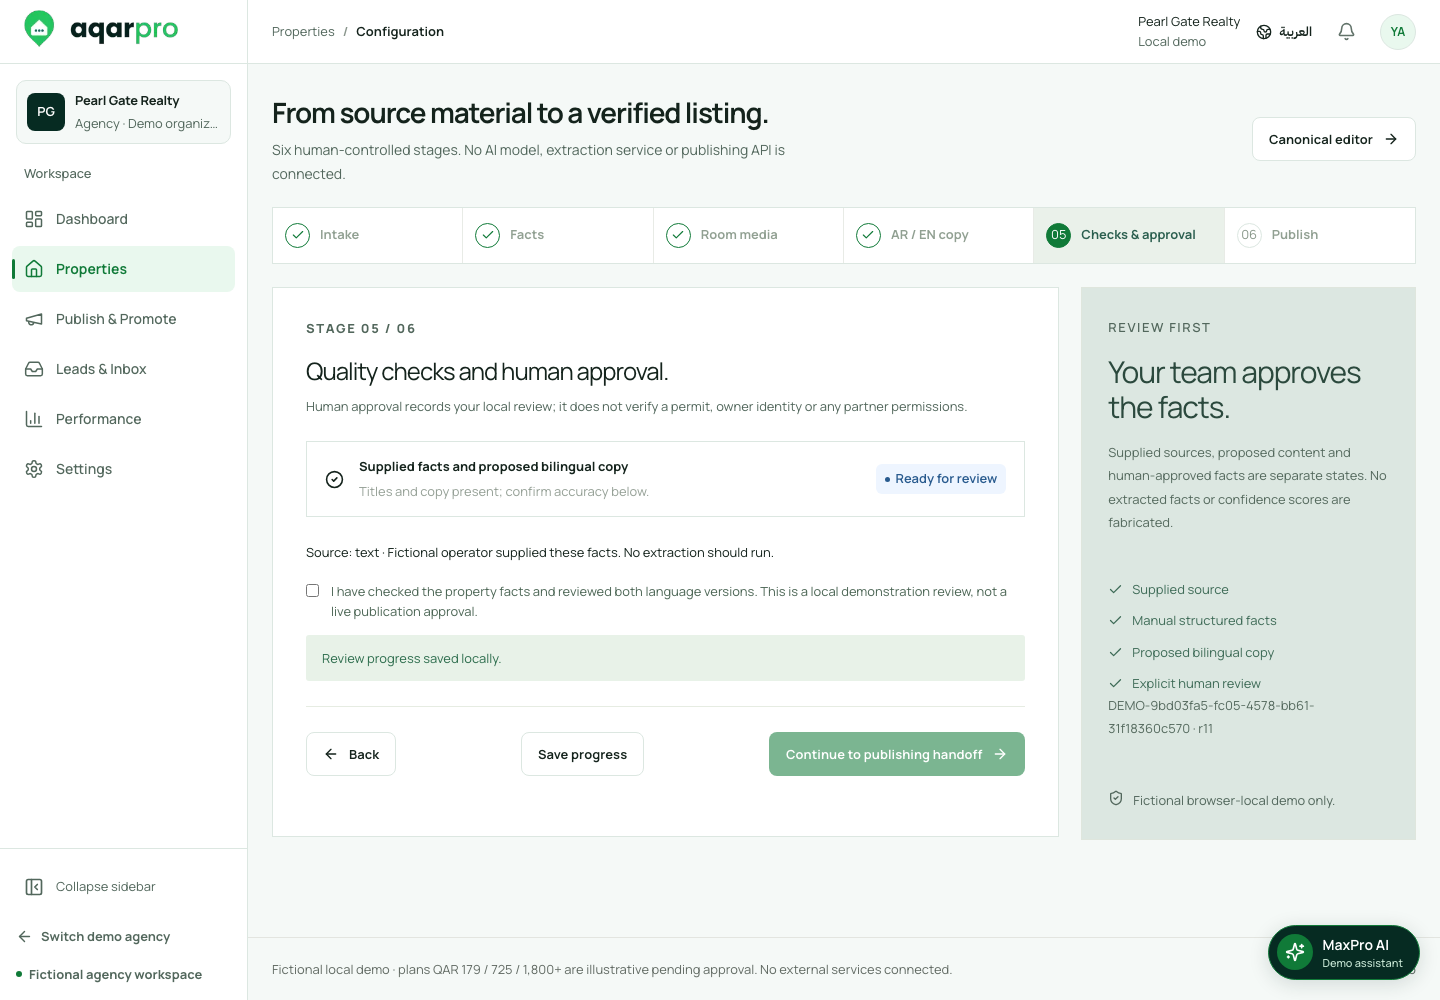 aqarpro
Properties / Configuration
Pearl Gate Realty
Local demo
العربية
YA
PG
Pearl Gate Realty
Agency · Demo organiz...
Workspace
Dashboard
Properties
Publish & Promote
Leads & Inbox
Performance
Settings
Collapse sidebar
Switch demo agency
Fictional agency workspace
From source material to a verified listing.
Six human-controlled stages. No AI model, extraction service or publishing API is
connected.
Canonical editor
Intake
Facts
Room media
AR / EN copy
05 Checks & approval
06 Publish
STAGE 05 / 06
Quality checks and human approval.
Human approval records your local review; it does not verify a permit, owner identity or any partner permissions.
Supplied facts and proposed bilingual copy
Titles and copy present; confirm accuracy below.
Ready for review
Source: text · Fictional operator supplied these facts. No extraction should run.
I have checked the property facts and reviewed both language versions. This is a local demonstration review, not a
live publication approval.
Review progress saved locally.
Back
Save progress
Continue to publishing handoff
REVIEW FIRST
Your team approves
the facts.
Supplied sources, proposed content and
human-approved facts are separate states. No
extracted facts or confidence scores are
fabricated.
Supplied source
Manual structured facts
Proposed bilingual copy
Explicit human review
DEMO-9bd03fa5-fc05-4578-bb61-
31f18360c570 · r11
Fictional browser-local demo only.
Fictional local demo · plans QAR 179 / 725 / 1,800+ are illustrative pending approval. No external services connected.
MaxPro AI
Demo assistant